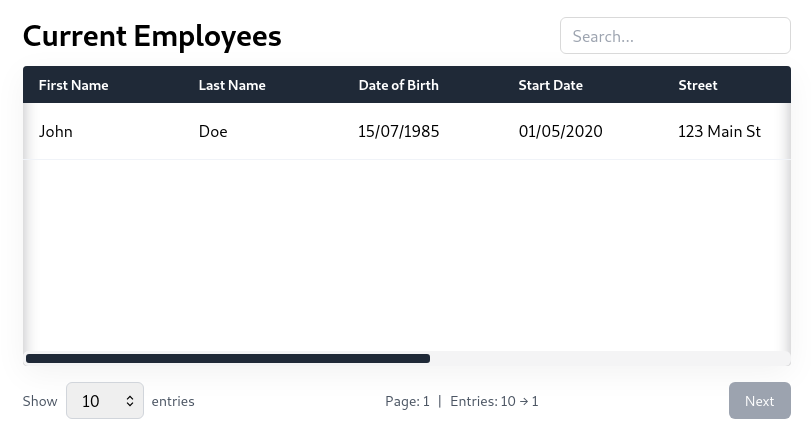 Current Employees Search...
First Name Last Name Date of Birth Start Date Street
John Doe 15/07/1985 01/05/2020 123 Main St
Show 10 entries Page: 1 | Entries: 10 → 1 Next